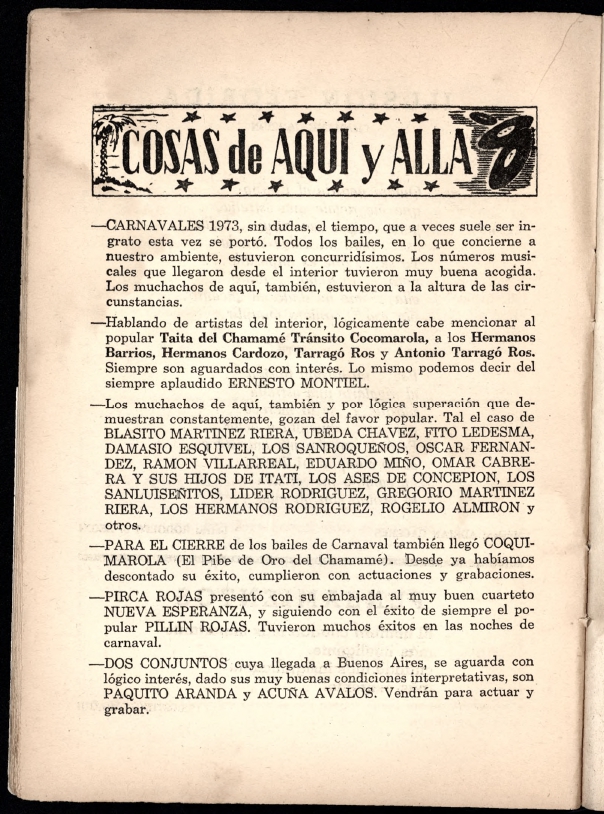 COSAS de AQUI y ALLA
—CARNAVALES 1973, sin dudas, el tiempo, que a veces suele ser in-
grato esta vez se portó. Todos los bailes, en lo que concierne a
nuestro ambiente, estuvieron concurridísimos. Los números musi-
cales que llegaron desde el interior tuvieron muy buena acogida.
Los muchachos de aquí, también, estuvieron a la altura de las cir-
cunstancias.
—Hablando de artistas del interior, lógicamente cabe mencionar al
popular Taita del Chamamé Tránsito Cocomarola, a los Hermanos
Barrios, Hermanos Cardozo, Tarragó Ros y Antonio Tarragó Ros.
Siempre son aguardados con interés. Lo mismo podemos decir del
siempre aplaudido ERNESTO MONTIEL.
—Los muchachos de aquí, también y por lógica superación que de-
muestran constantemente, gozan del favor popular. Tal el caso de
BLASITO MARTINEZ RIERA, UBEDA CHAVEZ, FITO LEDESMA,
DAMASIO ESQUIVEL, LOS SANROQUEÑOS, OSCAR FERNAN-
DEZ, RAMON VILLARREAL, EDUARDO MIÑO, OMAR CABRE-
RA Y SUS HIJOS DE ITATI, LOS ASES DE CONCEPION, LOS
SANLUISEÑITOS, LIDER RODRIGUEZ, GREGORIO MARTINEZ
RIERA, LOS HERMANOS RODRIGUEZ, ROGELIO ALMIRON y
otros.
—PARA EL CIERRE de los bailes de Carnaval también llegó COQUI-
MAROLA (El Pibe de Oro del Chamamé). Desde ya habíamos
descontado su éxito, cumplieron con actuaciones y grabaciones.
—PIRCA ROJAS presentó con su embajada al muy buen cuarteto
NUEVA ESPERANZA, y siguiendo con el éxito de siempre el po-
pular PILLIN ROJAS. Tuvieron muchos éxitos en las noches de
carnaval.
—DOS CONJUNTOS cuya llegada a Buenos Aires, se aguarda con
lógico interés, dado sus muy buenas condiciones interpretativas, son
PAQUITO ARANDA y ACUÑA AVALOS. Vendrán para actuar y
grabar.